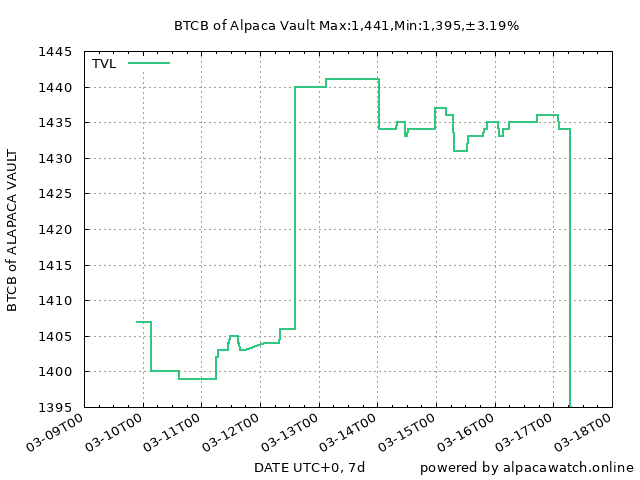 BTCB of Alpaca Vault Max:1,441,Min:1,395,±3.19%
TVL
BTCB of ALAPACA VAULT
1445
1440
1435
1430
1425
1420
1415
1410
1405
1400
1395
03-09T00
03-10T00
03-11T00
03-12T00
03-13T00
03-14T00
03-15T00
03-16T00
03-17T00
03-18T00
DATE UTC+0, 7d
powered by alpacawatch.online